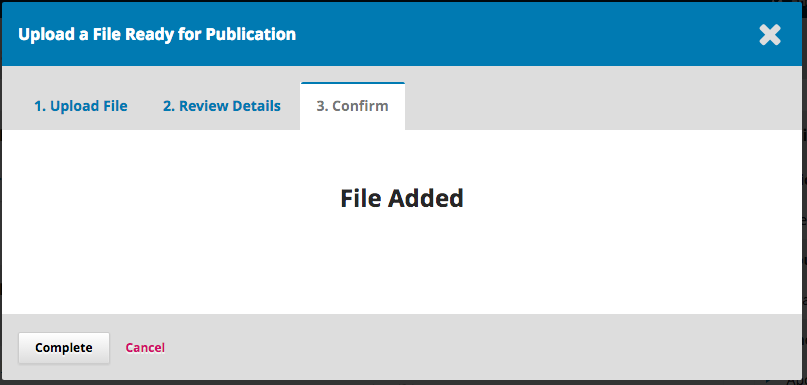 Upload a File Ready for Publication
1. Upload File 2. Review Details 3. Confirm
File Added
Complete Cancel